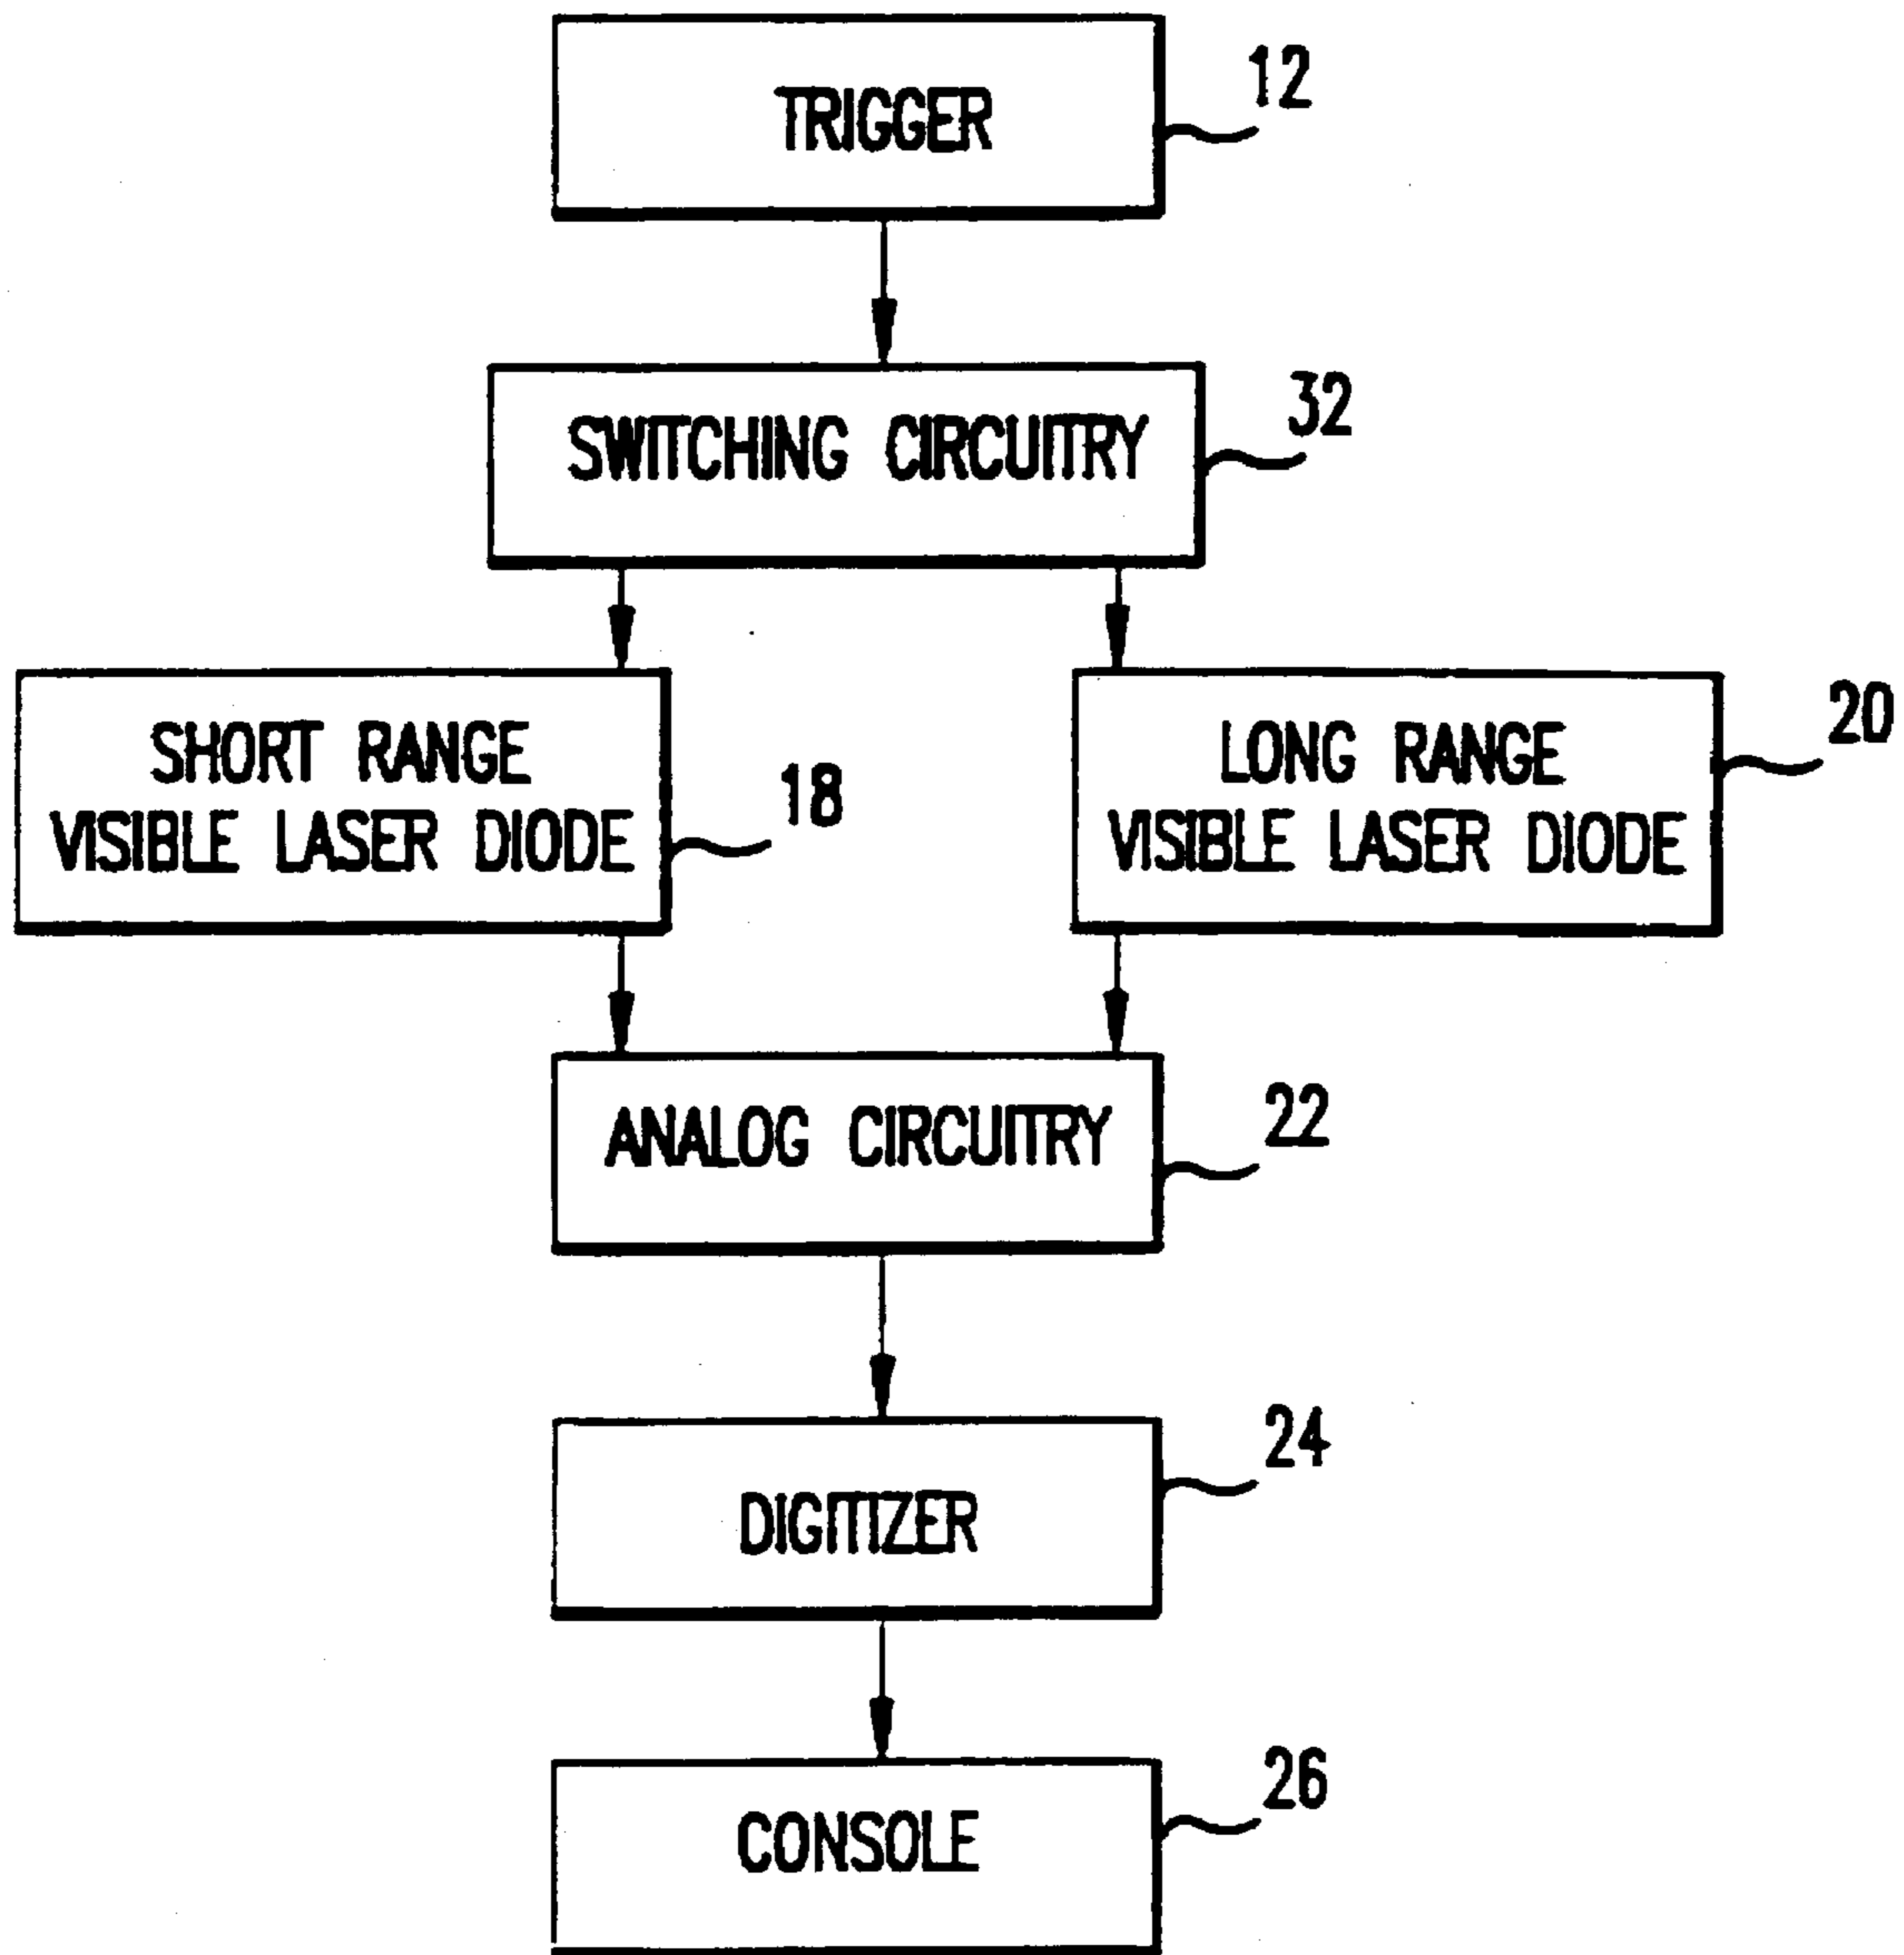 TRIGGER
12
SWITCHING CIRCUITRY
32
SHORT RANGE
VISIBLE LASER DIODE
18
LONG RANGE
VISIBLE LASER DIODE
20
ANALOG CIRCUITRY
22
DIGITIZER
24
CONSOLE
26